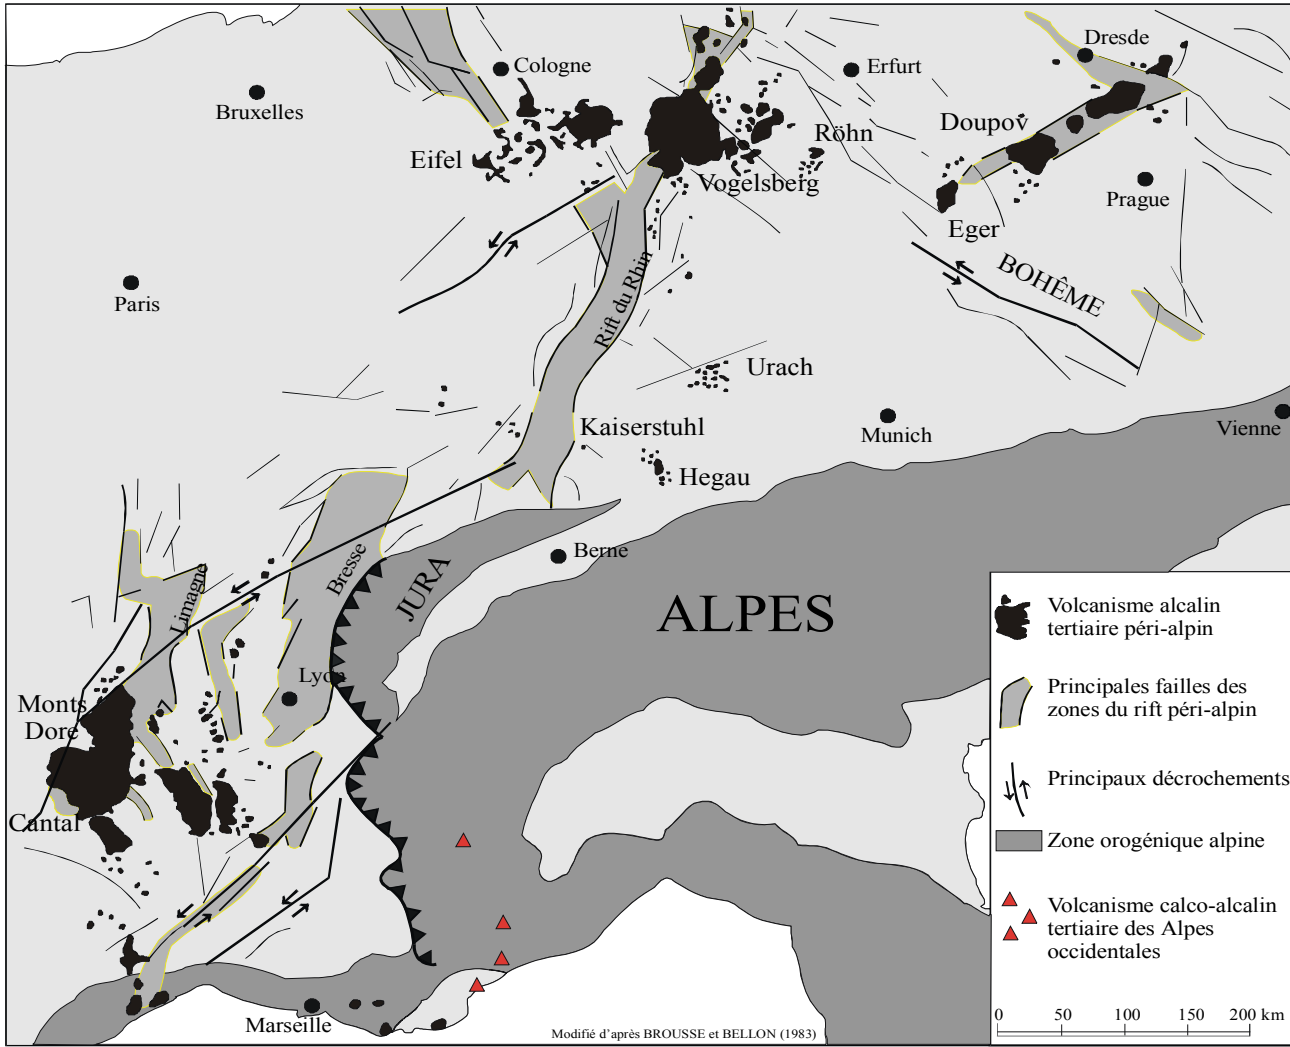 Dresde
Cologne
Erfurt
Bruxelles
Doupov
Röhn
Eifel
Vogelsberg
Prague
Eger
BOHÊME
Paris
Rift du Rhin
Urach
Kaiserstuhl
Munich
Vienne
Hegau
Berne
Bresse
JURA
Limagne
ALPES
Lyon
Monts
Dore
Cantal
Marseille
Modifié d'après BROUSSE et BELLON (1983)
Volcanisme alcalin
tertiaire péri-alpin
Principales failles des
zones du rift péri-alpin
Principaux décrochements
Zone orogénique alpine
Volcanisme calco-alcalin
tertiaire des Alpes
occidentales
0 50 100 150 200 km